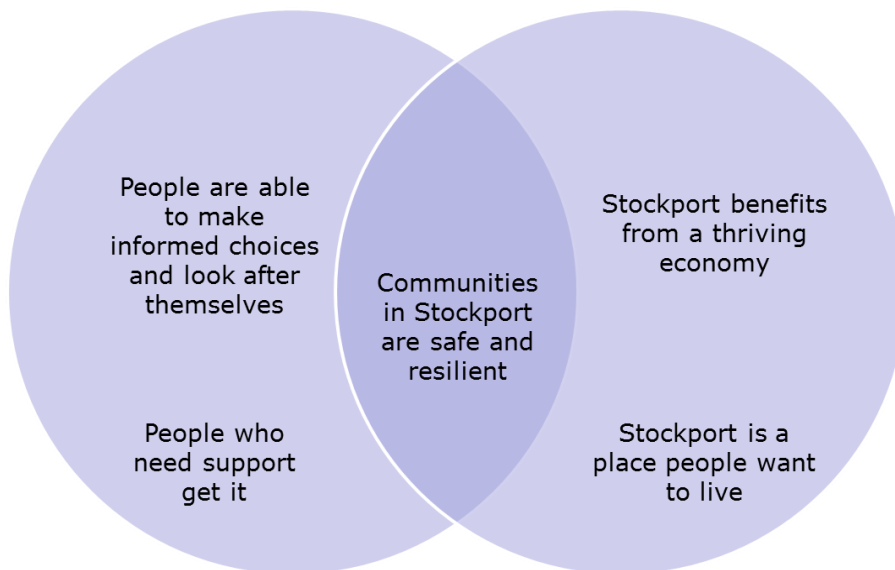 People are able
to make
informed choices
and look after
themselves
People who
need support
get it
Communities
in Stockport
are safe and
resilient
Stockport benefits
from a thriving
economy
Stockport is a
place people want
to live